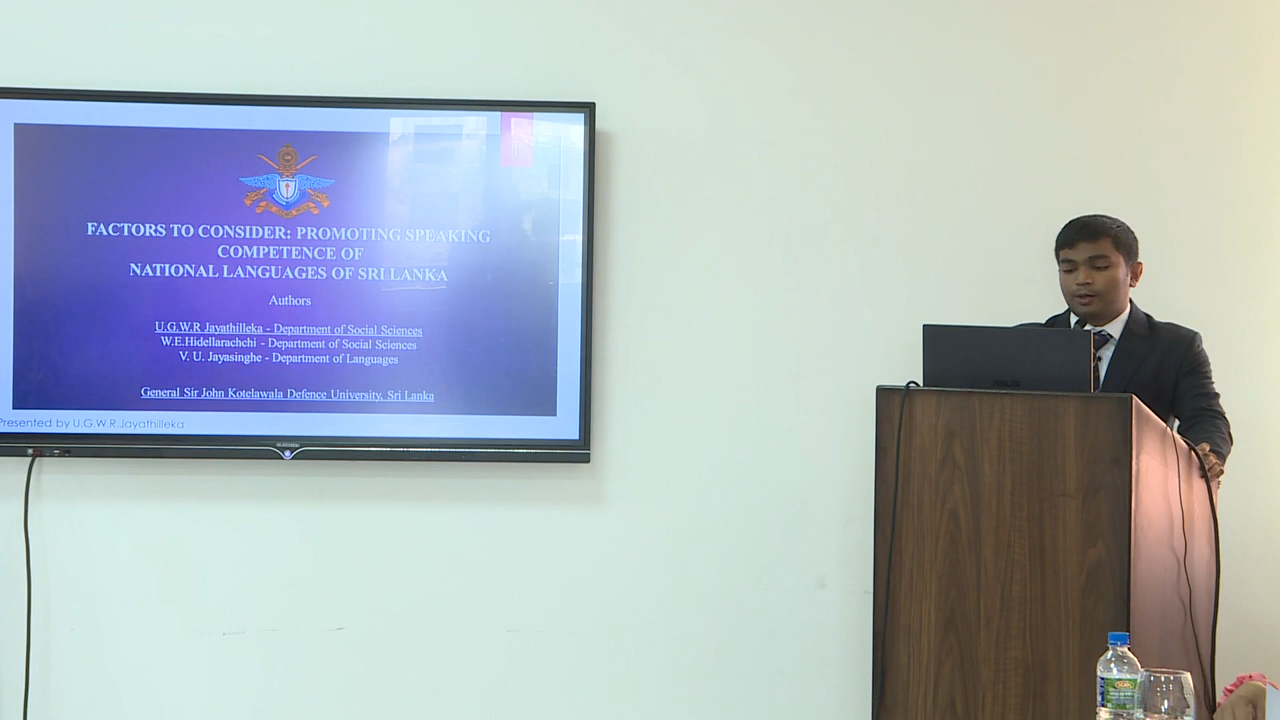 FACTORS TO CONSIDER: PROMOTING SPEAKING
COMPETENCE OF
NATIONAL LANGUAGES OF SRI LANKA
Authors
U.G.W.R Jayathilleka - Department of Social Sciences
W.E.Hidellarachchi - Department of Social Sciences
V. U. Jayasinghe - Department of Languages
General Sir John Kotelawala Defence University, Sri Lanka
Presented by U.G.W.R.Jayathilleka
ASUS